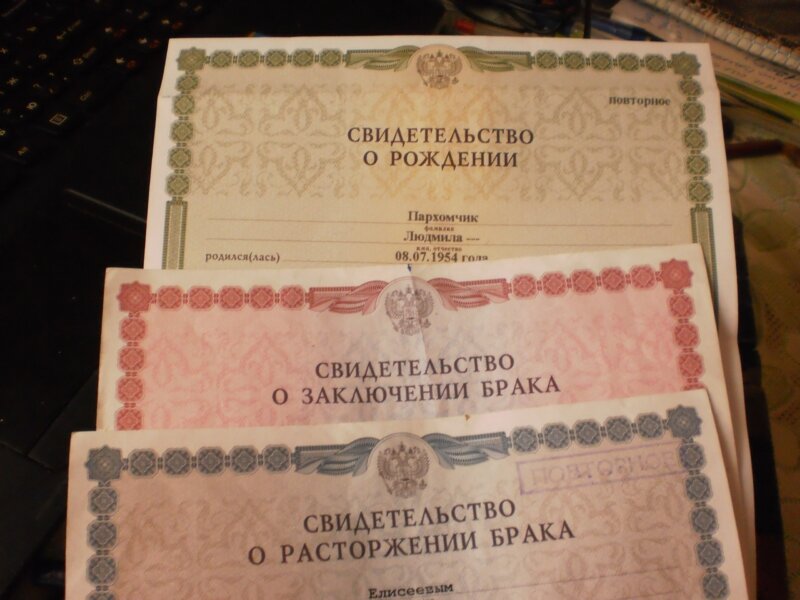 повторное
СВИДЕТЕЛЬСТВО
О РОЖДЕНИИ
Пархомчик
фамилия
Людмила ---
имя, отчество
родился(лась) 08.07.1954 года
СВИДЕТЕЛЬСТВО
О ЗАКЛЮЧЕНИИ БРАКА
ПОВТОРНОЕ
СВИДЕТЕЛЬСТВО
О РАСТОРЖЕНИИ БРАКА
Елисеевым